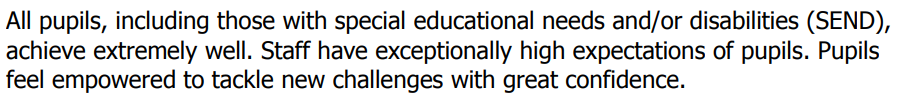 All pupils, including those with special educational needs and/or disabilities (SEND),
achieve extremely well. Staff have exceptionally high expectations of pupils. Pupils
feel empowered to tackle new challenges with great confidence.